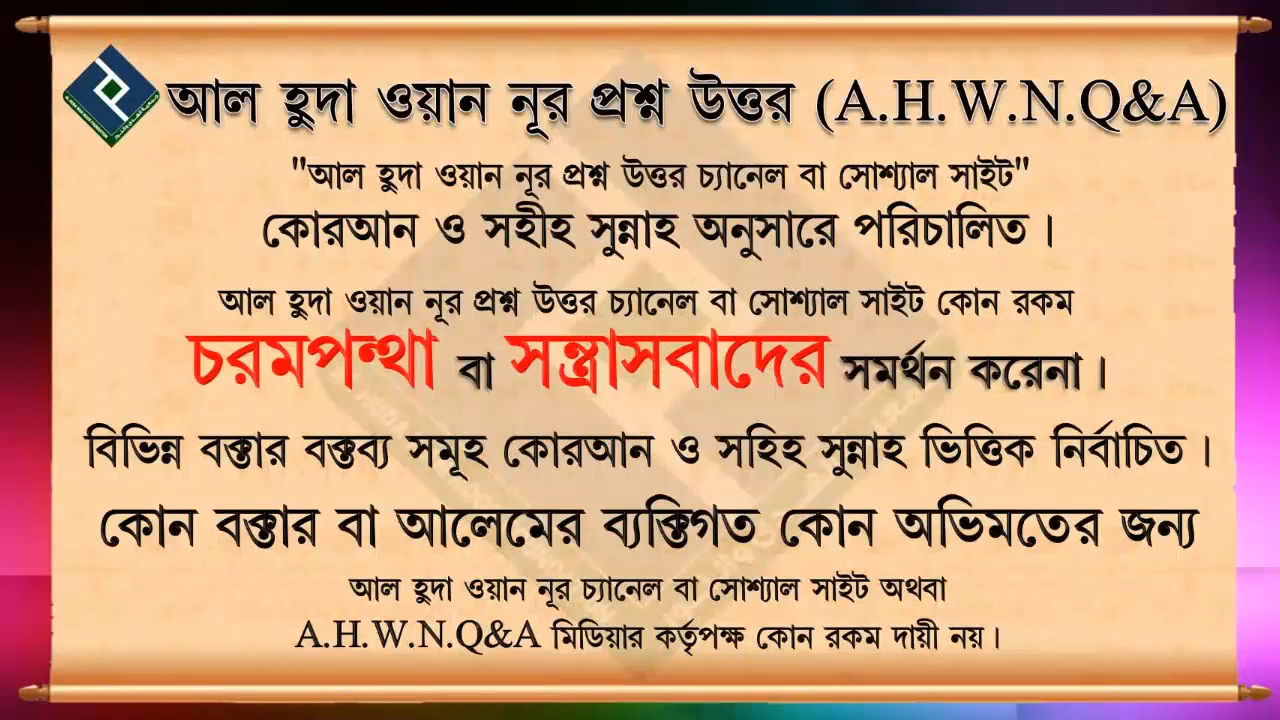 আল হুদা ওয়ান নূর প্রশ্ন উত্তর (A.H.W.N.Q&A)
"আল হুদা ওয়ান নূর প্রশ্ন উত্তর চ্যানেল বা সোশ্যাল সাইট"
কোরআন ও সহীহ সুন্নাহ অনুসারে পরিচালিত।
আল হুদা ওয়ান নূর প্রশ্ন উত্তর চ্যানেল বা সোশ্যাল সাইট কোন রকম
চরমপন্থা বা সন্ত্রাসবাদের সমর্থন করেনা।
বিভিন্ন বক্তার বক্তব্য সমূহ কোরআন ও সহিহ সুন্নাহ ভিত্তিক নির্বাচিত।
কোন বক্তার বা আলেমের ব্যক্তিগত কোন অভিমতের জন্য
আল হুদা ওয়ান নূর চ্যানেল বা সোশ্যাল সাইট অথবা
A.H.W.N.Q&A মিডিয়ার কর্তৃপক্ষ কোন রকম দায়ী নয়।